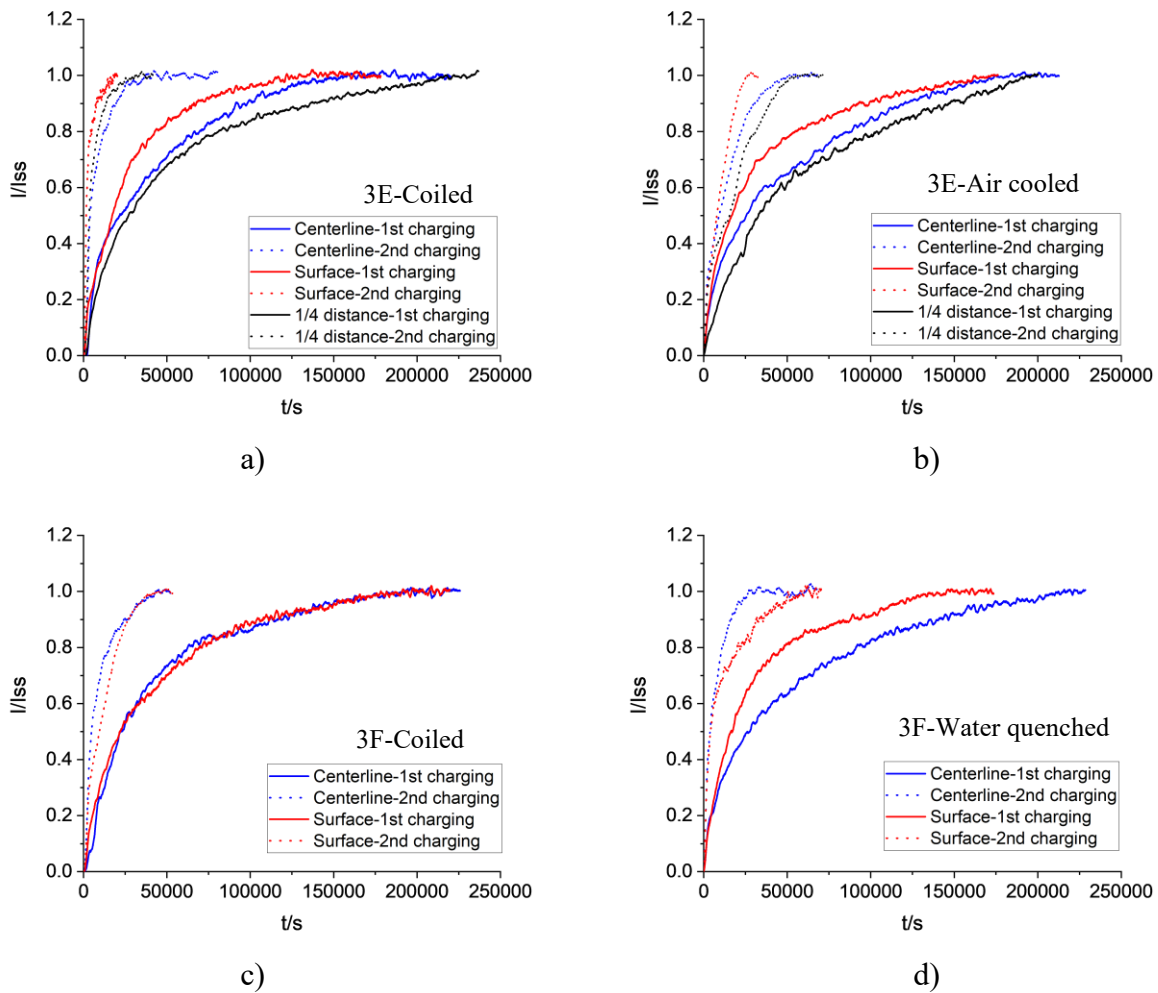 1.2
1.0
0.8
0.6
0.4
0.2
0.0
I/Iss
3E-Coiled
Centerline-1st charging
Centerline-2nd charging
Surface-1st charging
Surface-2nd charging
1/4 distance-1st charging
1/4 distance-2nd charging
0 50000 100000 150000 200000 250000
t/s
a)
1.2
1.0
0.8
0.6
0.4
0.2
0.0
I/Iss
3E-Air cooled
Centerline-1st charging
Centerline-2nd charging
Surface-1st charging
Surface-2nd charging
1/4 distance-1st charging
1/4 distance-2nd charging
0 50000 100000 150000 200000 250000
t/s
b)
1.2
1.0
0.8
0.6
0.4
0.2
0.0
I/Iss
3F-Coiled
Centerline-1st charging
Centerline-2nd charging
Surface-1st charging
Surface-2nd charging
0 50000 100000 150000 200000 250000
t/s
c)
1.2
1.0
0.8
0.6
0.4
0.2
0.0
I/Iss
3F-Water quenched
Centerline-1st charging
Centerline-2nd charging
Surface-1st charging
Surface-2nd charging
0 50000 100000 150000 200000 250000
t/s
d)